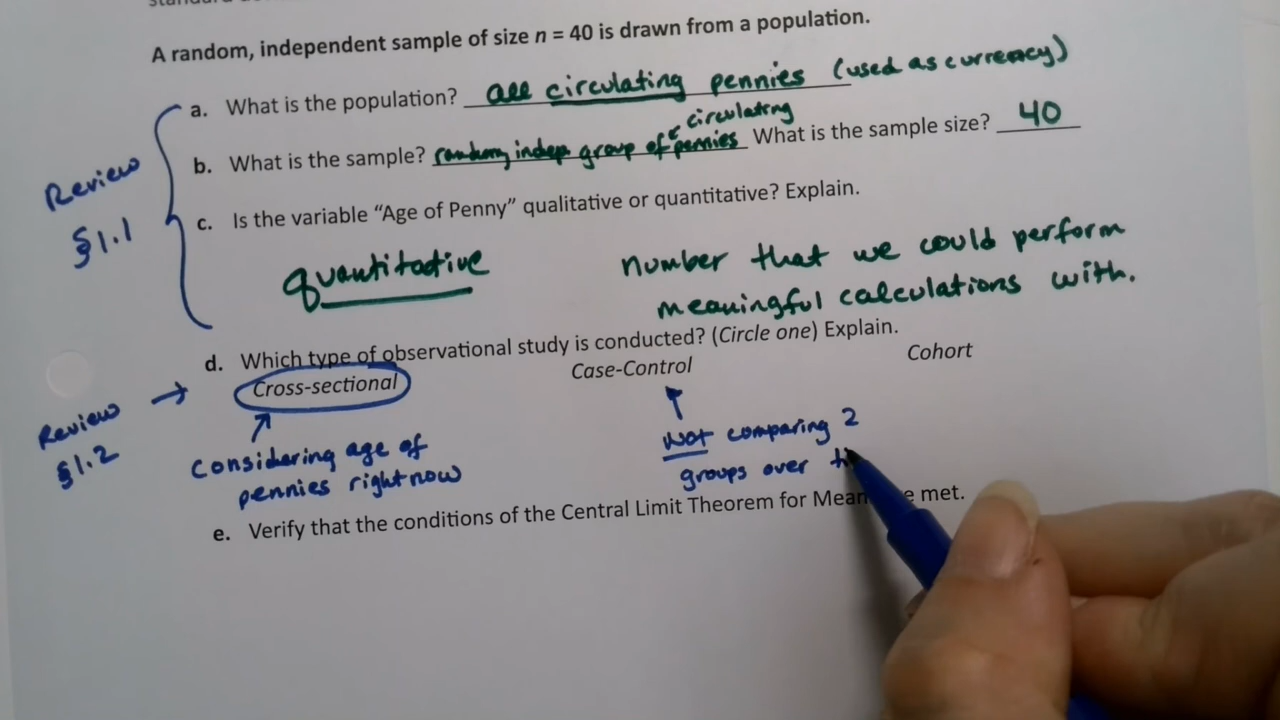 A random, independent sample of size n = 40 is drawn from a population.
a. What is the population? all circulating pennies (used as currency)
circulating
b. What is the sample? random, indep group of pennies What is the sample size? 40
Review
§1.1
c. Is the variable “Age of Penny” qualitative or quantitative? Explain.
quantitative
number that we could perform
meaningful calculations with.
d. Which type of observational study is conducted? (Circle one) Explain.
Cross-sectional Case-Control Cohort
Review →
§1.2
Considering age of
pennies right now
Not comparing 2
groups over
e. Verify that the conditions of the Central Limit Theorem for met.